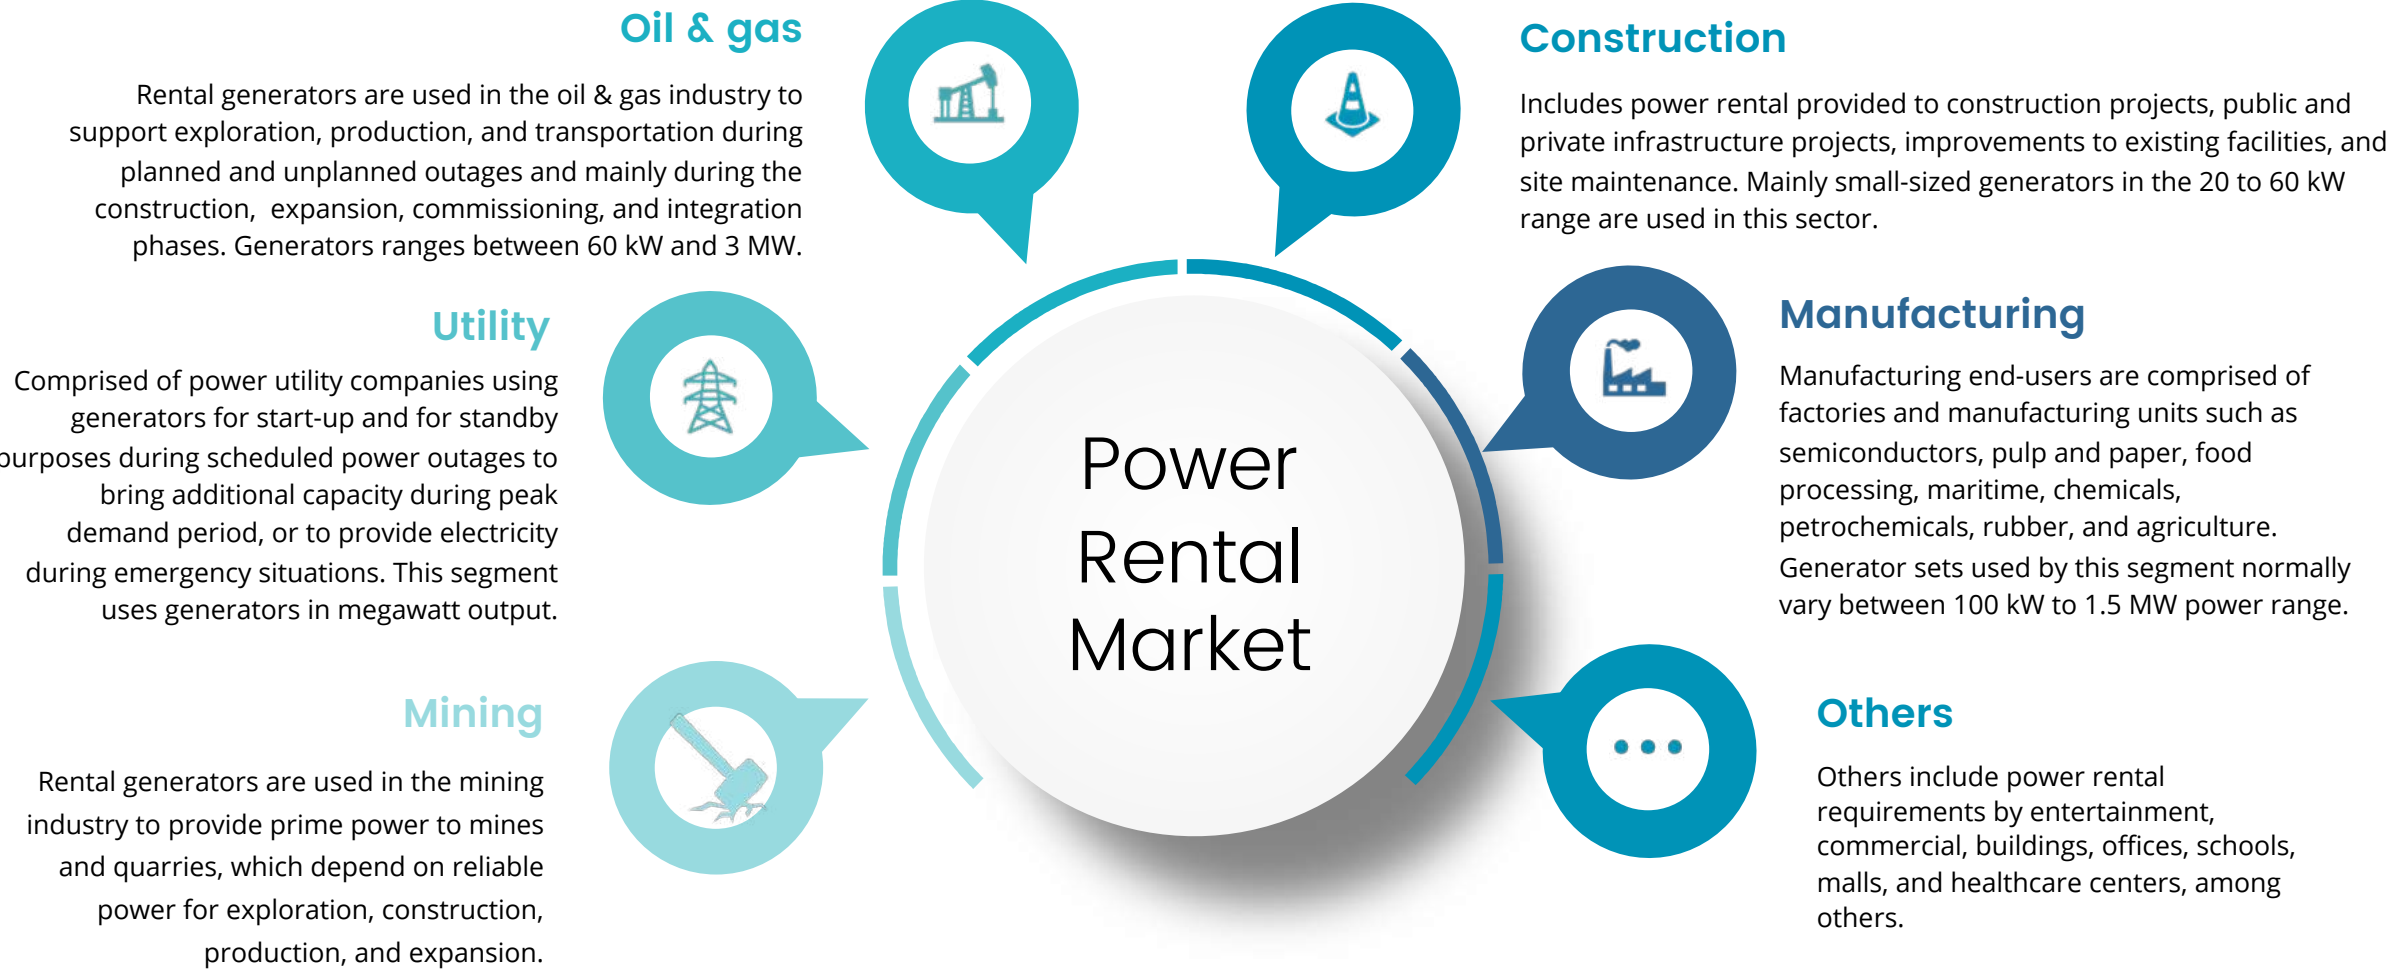 Oil & gas
Rental generators are used in the oil & gas industry to
support exploration, production, and transportation during
planned and unplanned outages and mainly during the
construction,  expansion, commissioning, and integration
phases. Generators ranges between 60 kW and 3 MW.
Utility
Comprised of power utility companies using
generators for start-up and for standby
purposes during scheduled power outages to
bring additional capacity during peak
demand period, or to provide electricity
during emergency situations. This segment
uses generators in megawatt output.
Mining
Rental generators are used in the mining
industry to provide prime power to mines
and quarries, which depend on reliable
power for exploration, construction,
production, and expansion.
Power
Rental
Market
Construction
Includes power rental provided to construction projects, public and
private infrastructure projects, improvements to existing facilities, and
site maintenance. Mainly small-sized generators in the 20 to 60 kW
range are used in this sector.
Manufacturing
Manufacturing end-users are comprised of
factories and manufacturing units such as
semiconductors, pulp and paper, food
processing, maritime, chemicals,
petrochemicals, rubber, and agriculture.
Generator sets used by this segment normally
vary between 100 kW to 1.5 MW power range.
Others
Others include power rental
requirements by entertainment,
commercial, buildings, offices, schools,
malls, and healthcare centers, among
others.